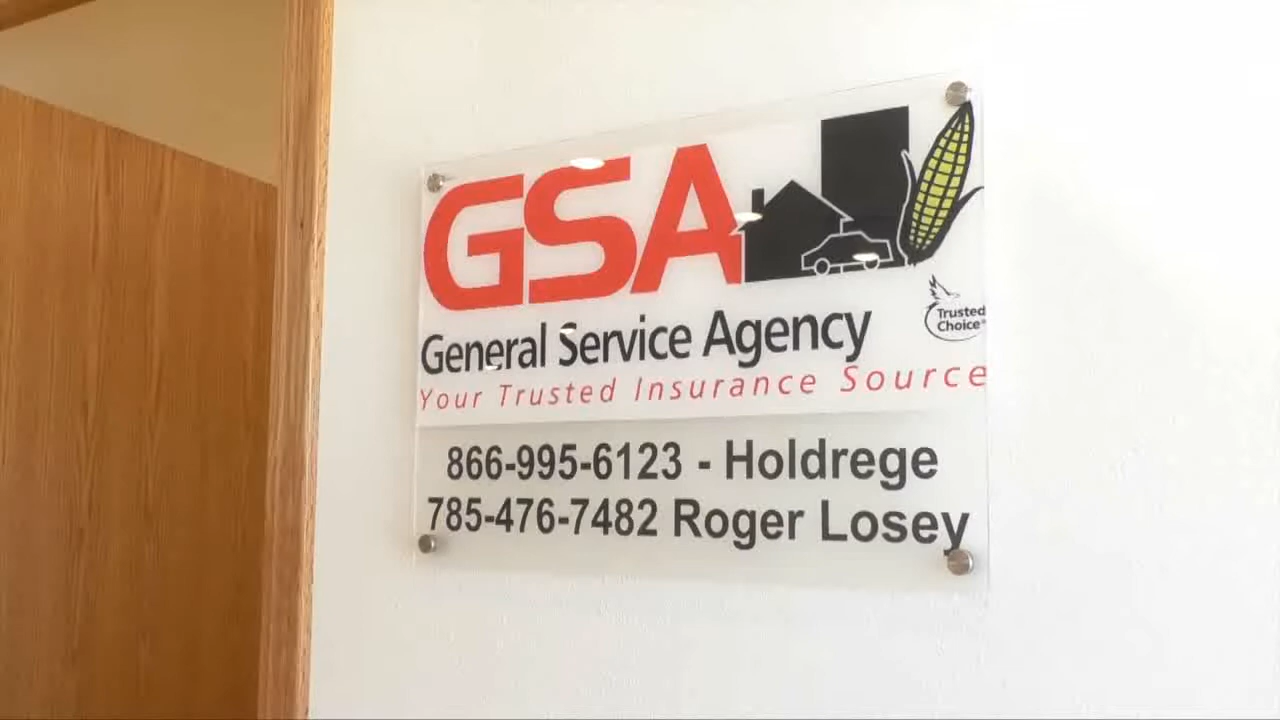 GSA
Trusted
Choice®
General Service Agency
Your Trusted Insurance Source
866-995-6123 - Holdrege
785-476-7482 Roger Losey